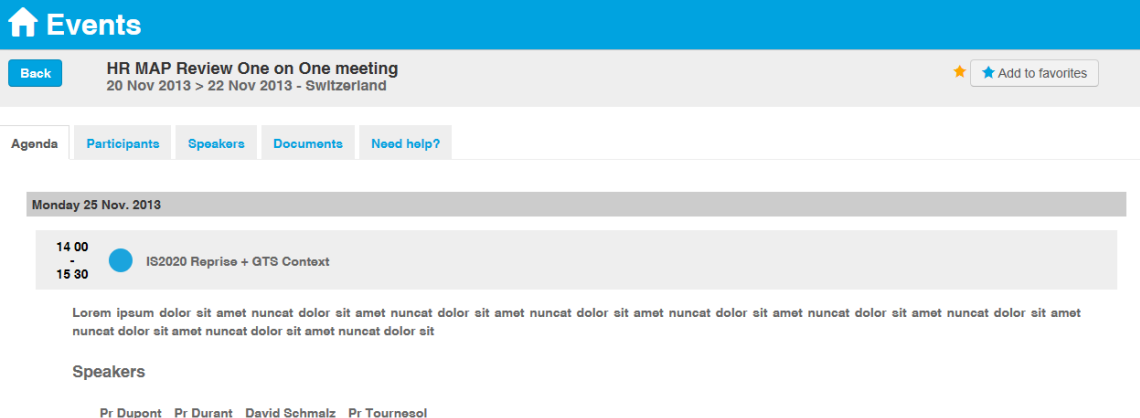 Events
Back
HR MAP Review One on One meeting
20 Nov 2013 > 22 Nov 2013 - Switzerland
Add to favorites
Agenda Participants Speakers Documents Need help?
Monday 25 Nov. 2013
14 00
-
15 30
IS2020 Reprise + GTS Context
Lorem ipsum dolor sit amet nuncat dolor sit amet nuncat dolor sit amet nuncat dolor sit amet nuncat dolor sit amet nuncat dolor sit amet nuncat dolor sit amet
nuncat dolor sit amet nuncat dolor sit amet nuncat dolor sit
Speakers
Pr Dupont Pr Durant David Schmalz Pr Tournesol